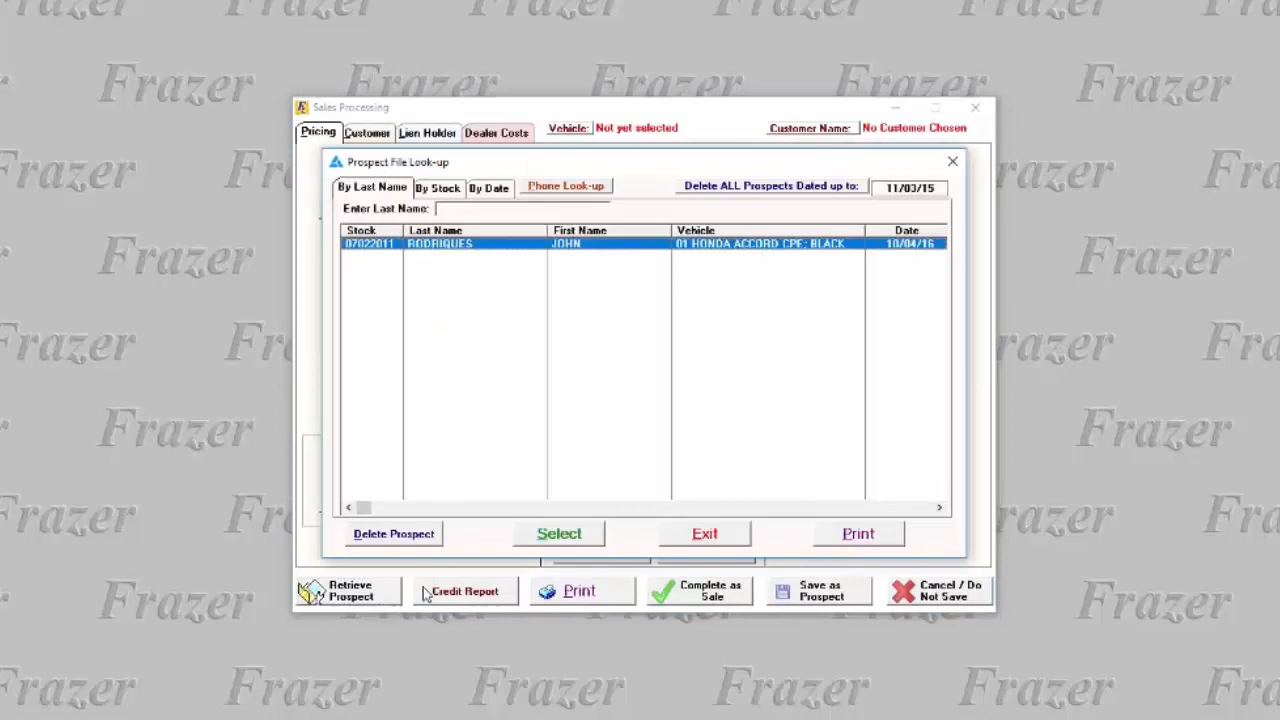 Frazer
Sales Processing
Pricing Customer Lien Holder Dealer Costs Vehicle: Not yet selected Customer Name: No Customer Chosen
Prospect File Look-up
By Last Name By Stock By Date Phone Look-up Delete ALL Prospects Dated up to: 11/03/15
Enter Last Name:
Stock Last Name First Name Vehicle Date
07022011 RODRIQUES JOHN 01 HONDA ACCORD CPE; BLACK 10/04/16
Delete Prospect Select Exit Print
Retrieve Prospect Credit Report Print Complete as Sale Save as Prospect Cancel / Do Not Save